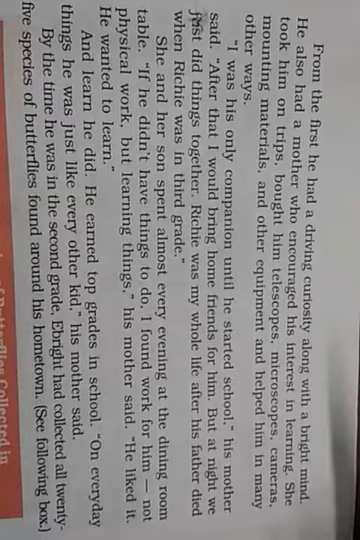 From the first he had a driving curiosity along with a bright mind.
He also had a mother who encouraged his interest in learning. She
took him on trips, bought him telescopes, microscopes, cameras,
mounting materials, and other equipment and helped him in many
other ways.
"I was his only companion until he started school," his mother
said. "After that I would bring home friends for him. But at night we
just did things together. Richie was my whole life after his father died
when Richie was in third grade."
She and her son spent almost every evening at the dining room
table. "If he didn't have things to do, I found work for him — not
physical work, but learning things," his mother said. "He liked it.
He wanted to learn."
And learn he did. He earned top grades in school. "On everyday
things he was just like every other kid," his mother said.
By the time he was in the second grade, Ebright had collected all twenty-
five species of butterflies found around his hometown. (See following box.)
of Butterflies Collected in